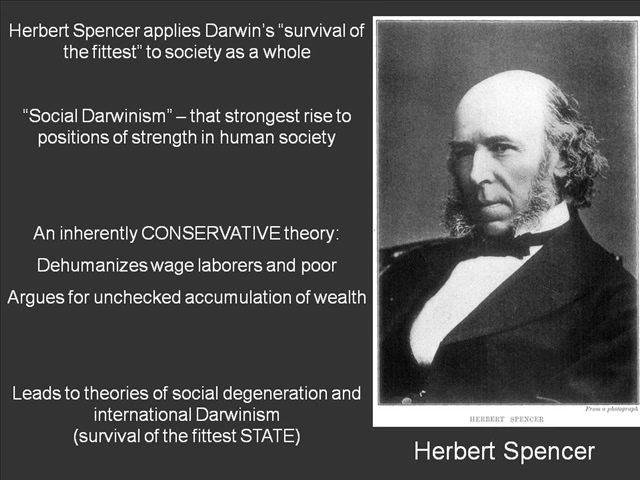 Herbert Spencer applies Darwin's “survival of
the fittest” to society as a whole
“Social Darwinism” – that strongest rise to
positions of strength in human society
An inherently CONSERVATIVE theory:
Dehumanizes wage laborers and poor
Argues for unchecked accumulation of wealth
Leads to theories of social degeneration and
international Darwinism
(survival of the fittest STATE)
From a photograph
HERBERT SPENCER
Herbert Spencer